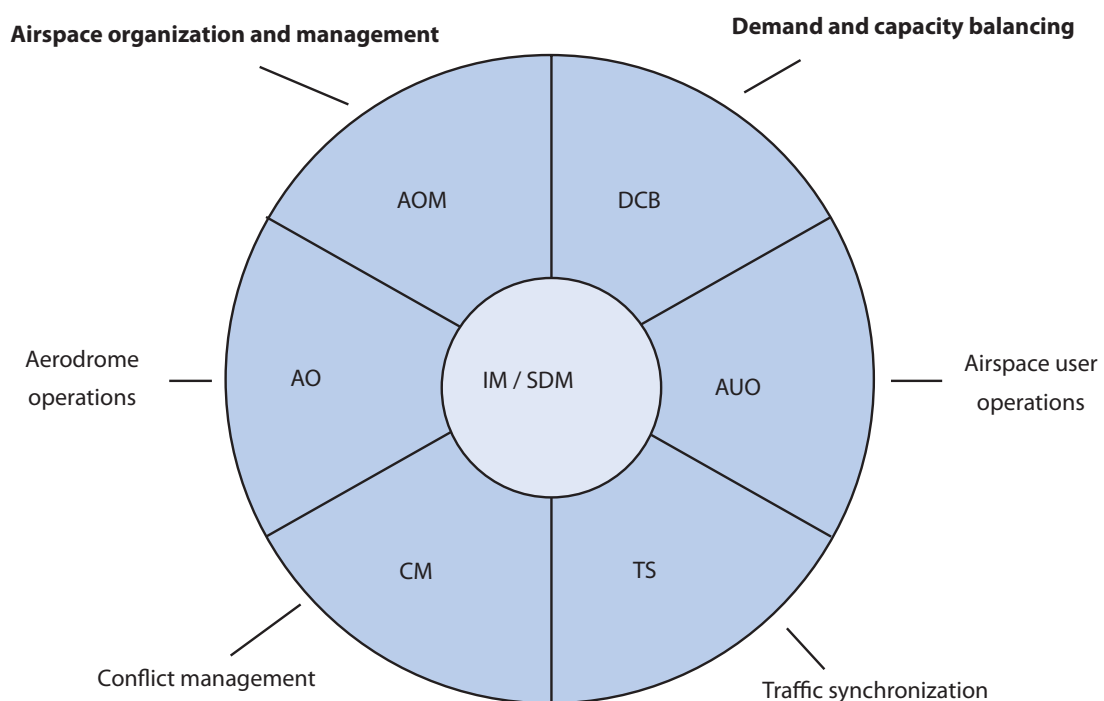 Airspace organization and management
Demand and capacity balancing
AOM
DCB
Aerodrome
operations
AO
IM / SDM
AUO
Airspace user
operations
CM
TS
Conflict management
Traffic synchronization